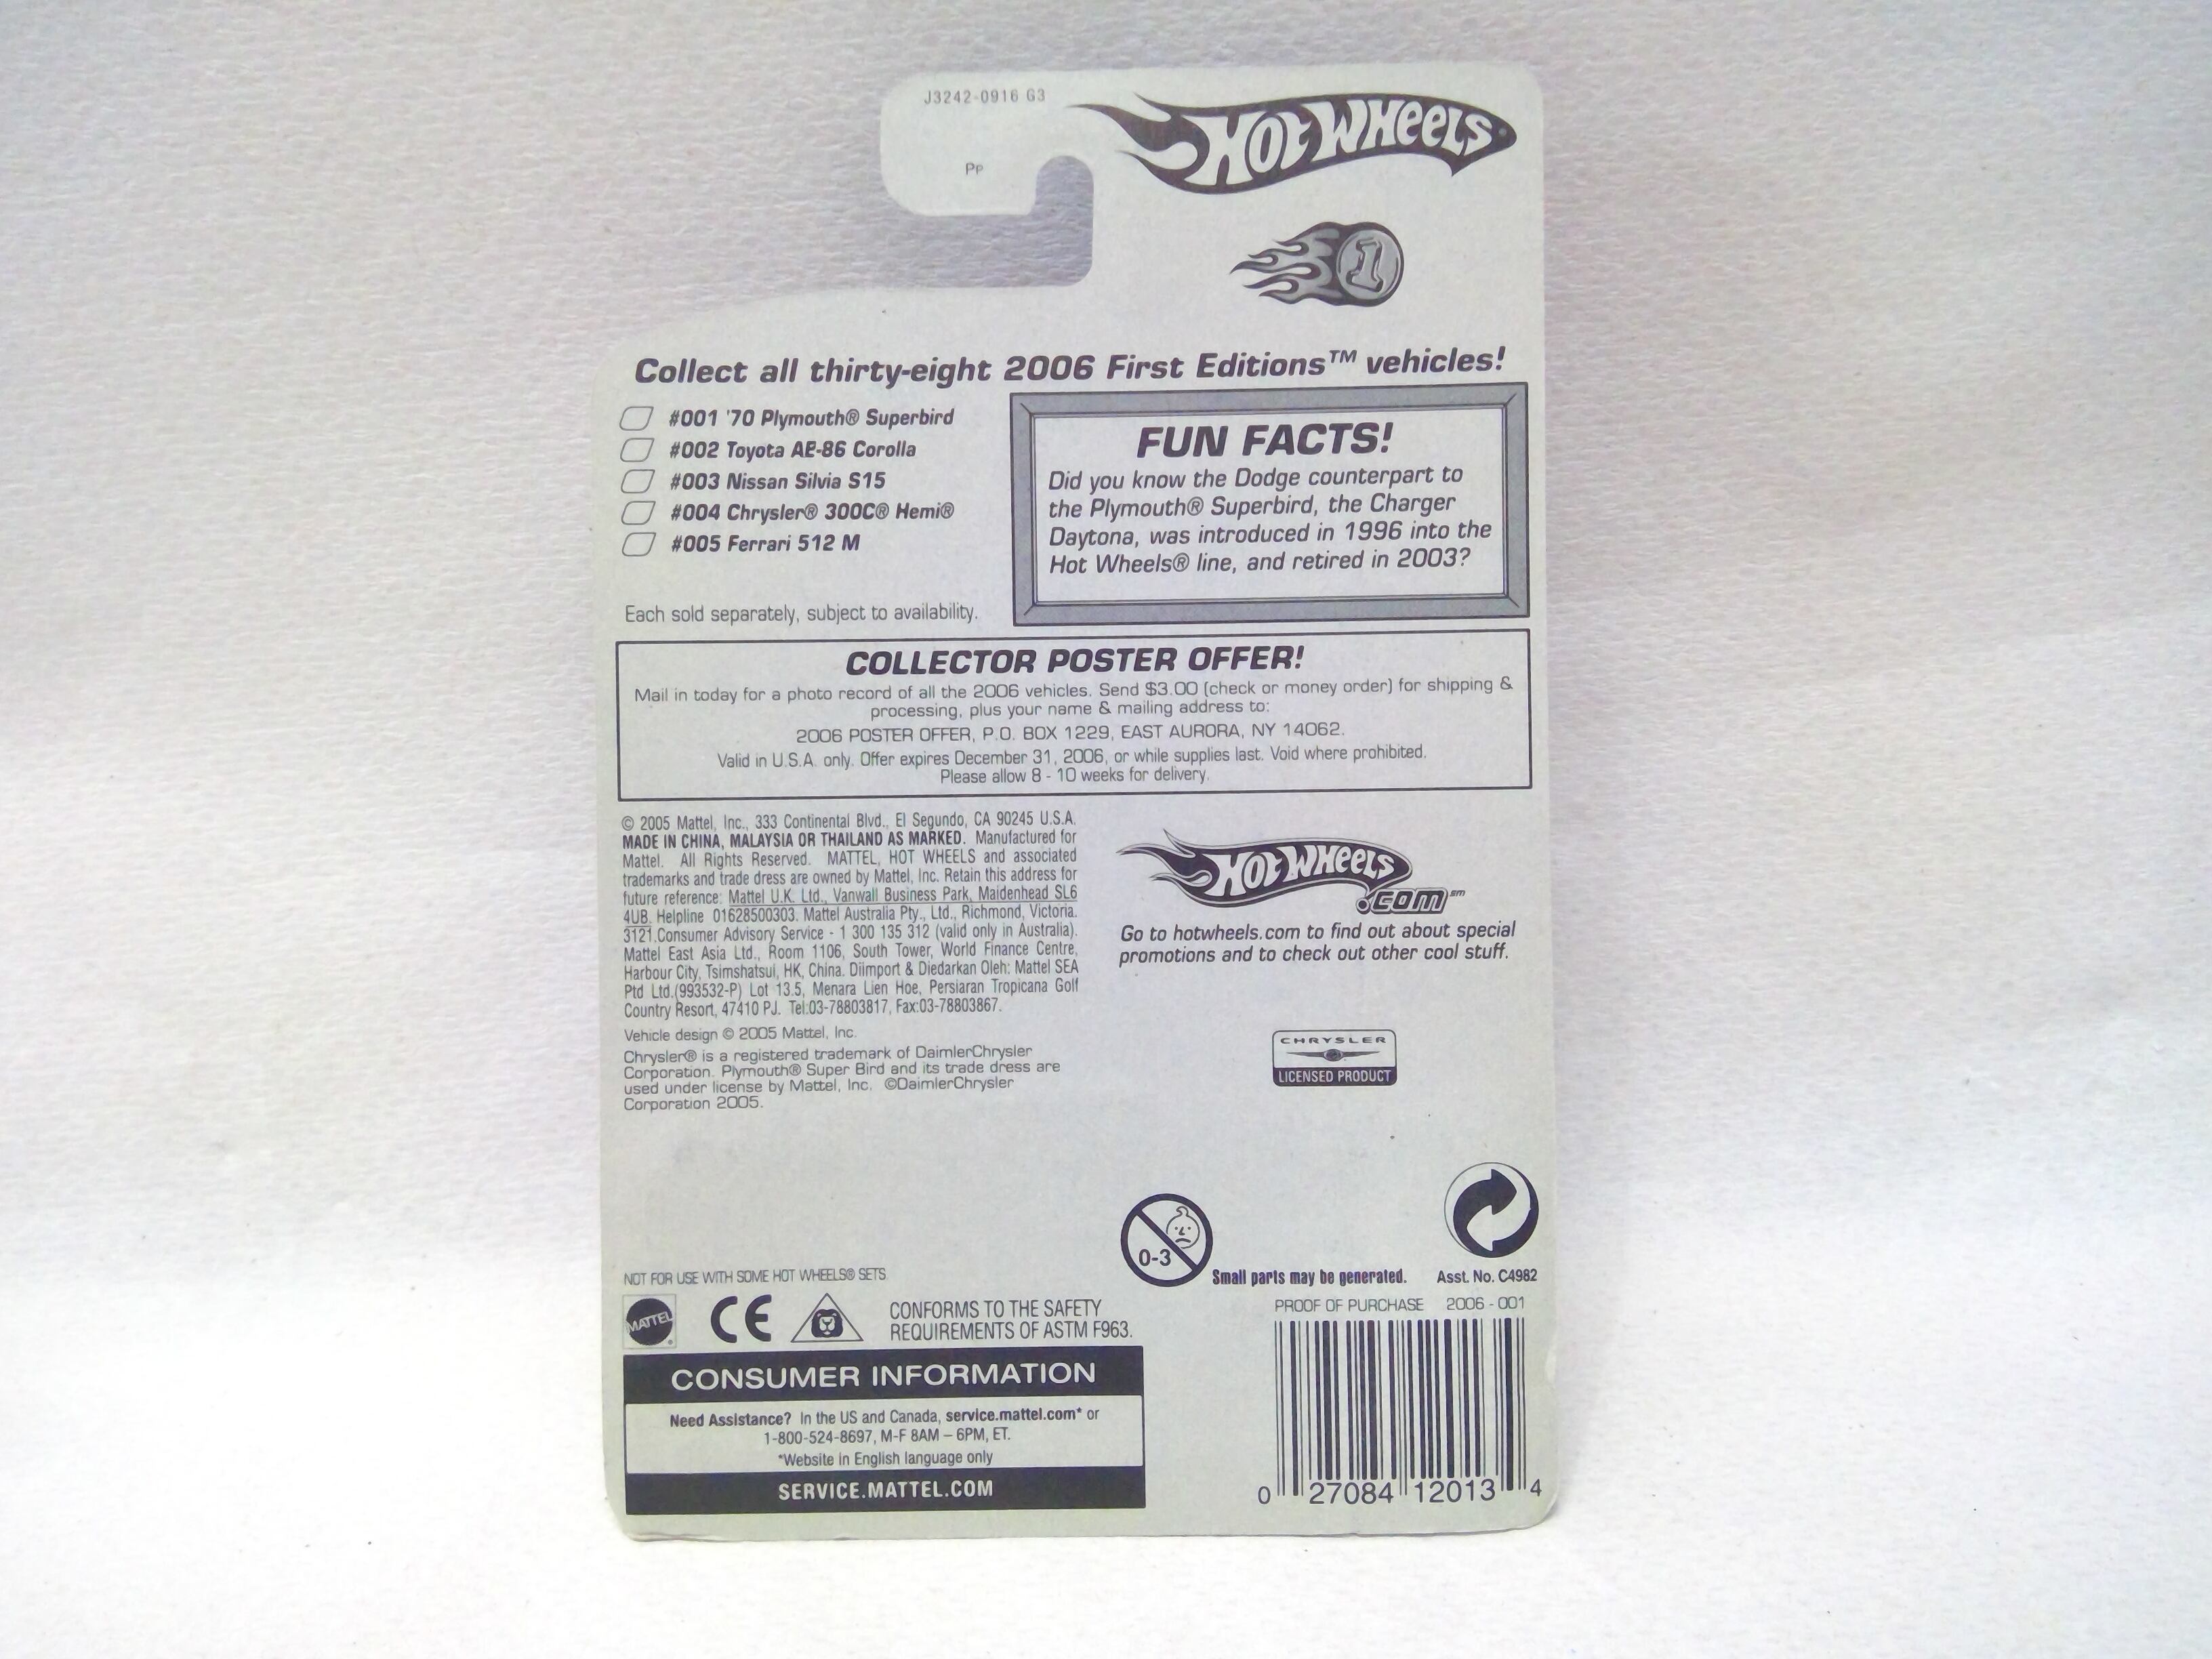 J3242-0916 G3
Pp
HOT WHEELS
1
Collect all thirty-eight 2006 First Editions™ vehicles!
#001 '70 Plymouth® Superbird
#002 Toyota AE-86 Corolla
#003 Nissan Silvia S15
#004 Chrysler® 300C® Hemi®
#005 Ferrari 512 M
Each sold separately, subject to availability.
FUN FACTS!
Did you know the Dodge counterpart to
the Plymouth® Superbird, the Charger
Daytona, was introduced in 1996 into the
Hot Wheels® line, and retired in 2003?
COLLECTOR POSTER OFFER!
Mail in today for a photo record of all the 2006 vehicles. Send $3.00 (check or money order) for shipping &
processing, plus your name & mailing address to:
2006 POSTER OFFER, P.O. BOX 1229, EAST AURORA, NY 14062.
Valid in U.S.A. only. Offer expires December 31, 2006, or while supplies last. Void where prohibited.
Please allow 8 - 10 weeks for delivery.
© 2005 Mattel, Inc., 333 Continental Blvd., El Segundo, CA 90245 U.S.A.
MADE IN CHINA, MALAYSIA OR THAILAND AS MARKED. Manufactured for
Mattel. All Rights Reserved. MATTEL, HOT WHEELS and associated
trademarks and trade dress are owned by Mattel, Inc. Retain this address for
future reference: Mattel U.K. Ltd., Vanwall Business Park, Maidenhead SL6
4UB. Helpline 01628500303. Mattel Australia Pty., Ltd., Richmond, Victoria.
3121.Consumer Advisory Service - 1 300 135 312 (valid only in Australia).
Mattel East Asia Ltd., Room 1106, South Tower, World Finance Centre,
Harbour City, Tsimshatsui, HK, China. Diimport & Diedarkan Oleh: Mattel SEA
Ptd Ltd.(993532-P) Lot 13.5, Menara Lien Hoe, Persiaran Tropicana Golf
Country Resort, 47410 PJ. Tel:03-78803817, Fax:03-78803867.
Vehicle design © 2005 Mattel, Inc.
Chrysler® is a registered trademark of DaimlerChrysler
Corporation. Plymouth® Super Bird and its trade dress are
used under license by Mattel, Inc. ©DaimlerChrysler
Corporation 2005.
HOT WHEELS
.COM℠
Go to hotwheels.com to find out about special
promotions and to check out other cool stuff.
CHRYSLER
LICENSED PRODUCT
0-3
Small parts may be generated.
Asst. No. C4982
NOT FOR USE WITH SOME HOT WHEELS® SETS.
MATTEL®
CE
CONFORMS TO THE SAFETY
REQUIREMENTS OF ASTM F963.
PROOF OF PURCHASE 2006 - 001
CONSUMER INFORMATION
Need Assistance? In the US and Canada, service.mattel.com* or
1-800-524-8697, M-F 8AM – 6PM, ET.
*Website in English language only
SERVICE.MATTEL.COM
0 27084 12013 4